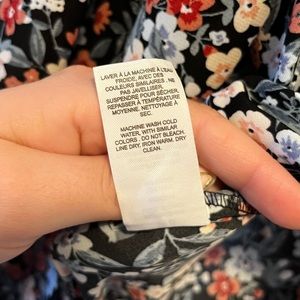 LAVER À LA MACHINE À L'EAU
FROIDE, AVEC DES
COULEURS SIMILAIRES . NE
PAS JAVELLISER.
SUSPENDRE POUR SÉCHER,
REPASSER À TEMPÉRATURE
MOYENNE. NETTOYAGE À
SEC.
MACHINE WASH COLD
WATER, WITH SIMILAR
COLORS. DO NOT BLEACH.
LINE DRY. IRON WARM. DRY
CLEAN.